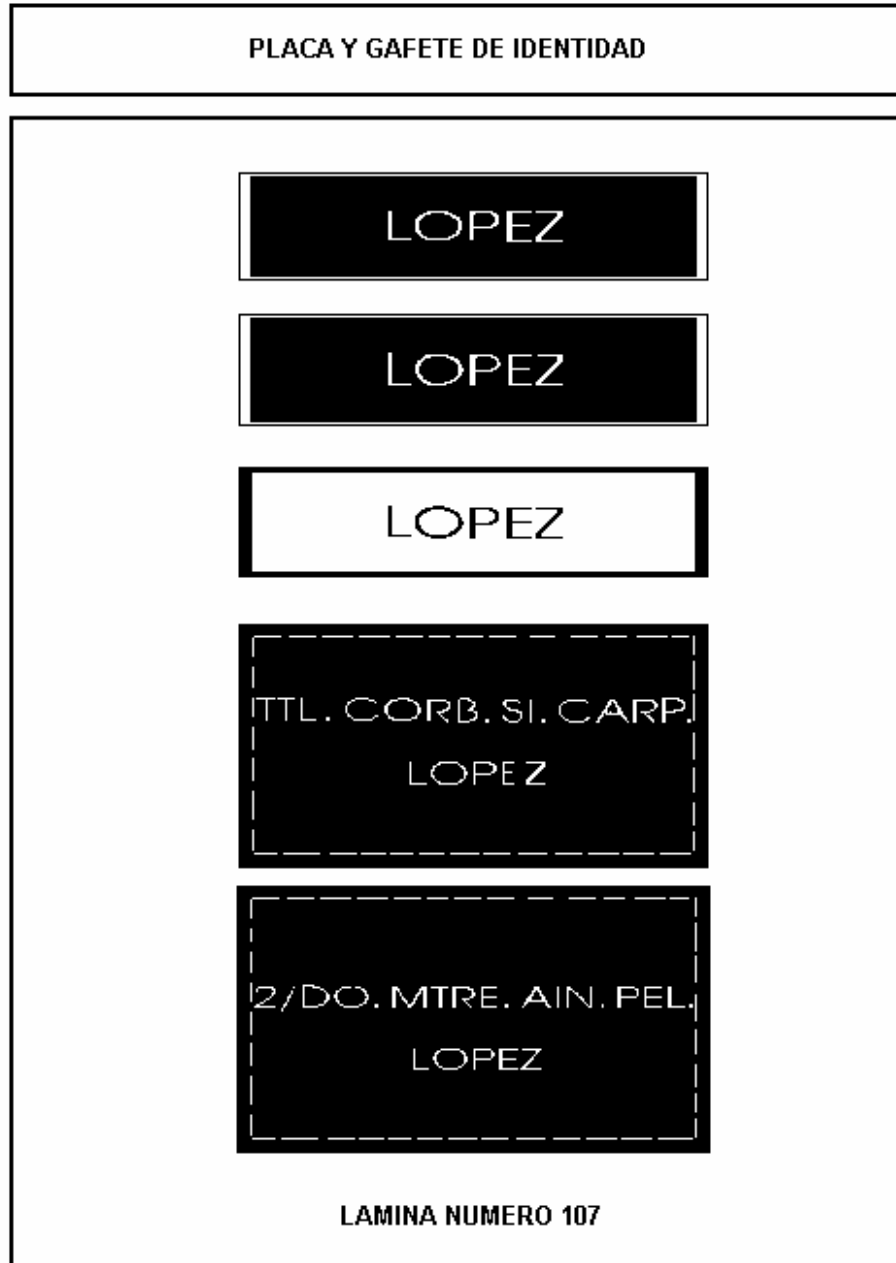 PLACA Y GAFETE DE IDENTIDAD
LOPEZ
LOPEZ
LOPEZ
TTL. CORB. SI. CARP.
LOPEZ
2/DO. MTRE. AIN. PEL.
LOPEZ
LAMINA NUMERO 107